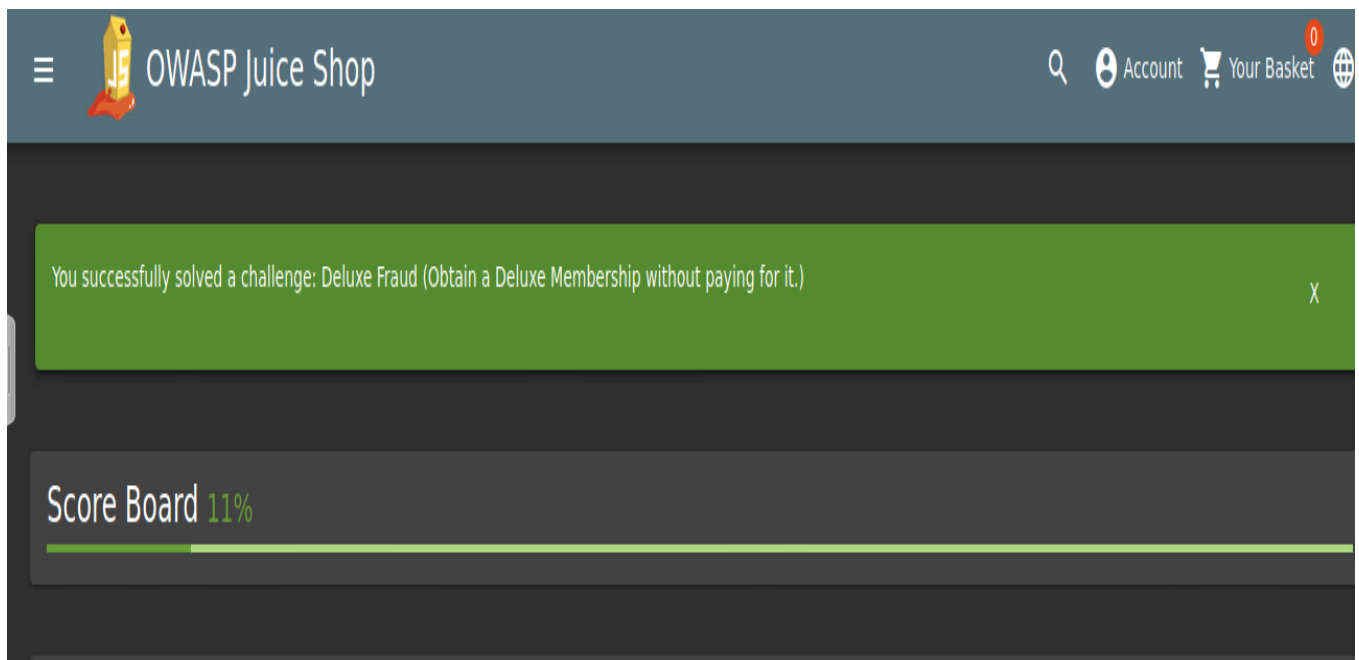 JS OWASP Juice Shop Account Your Basket 0
You successfully solved a challenge: Deluxe Fraud (Obtain a Deluxe Membership without paying for it.) X
Score Board 11%